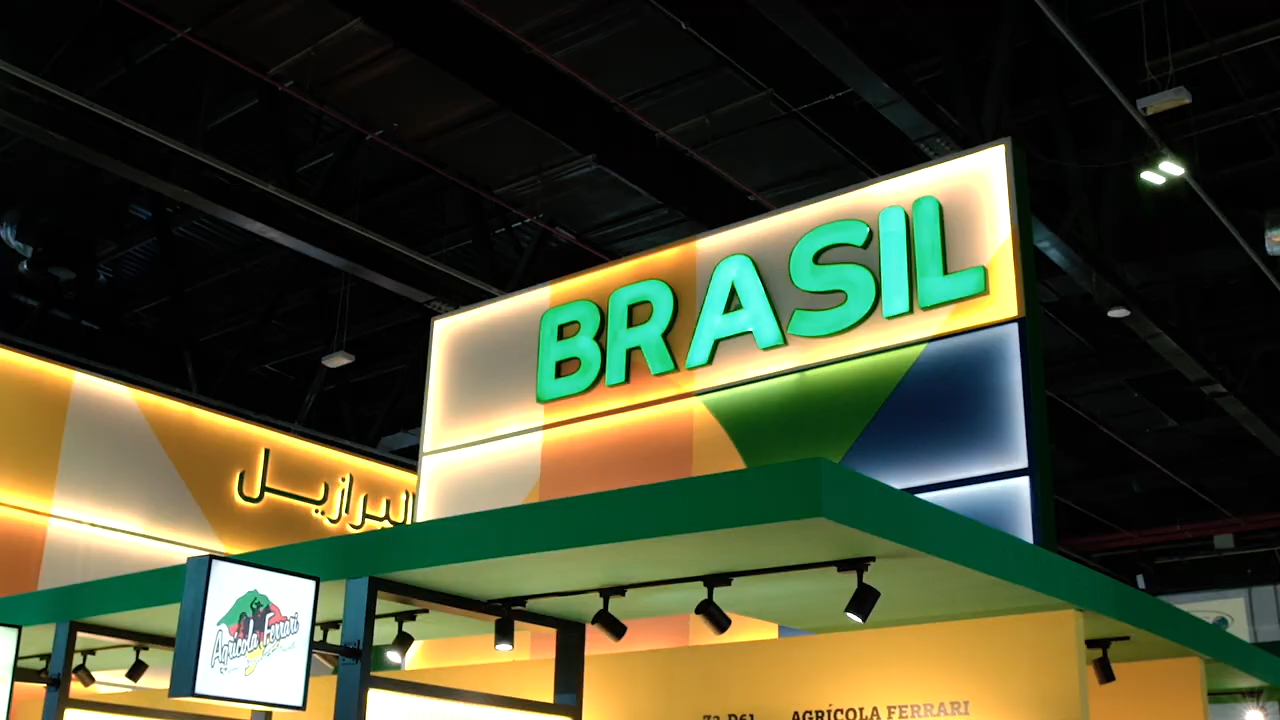 BRASIL
البرازيل
Agrícola Ferrari
AGRÍCOLA FERRARI